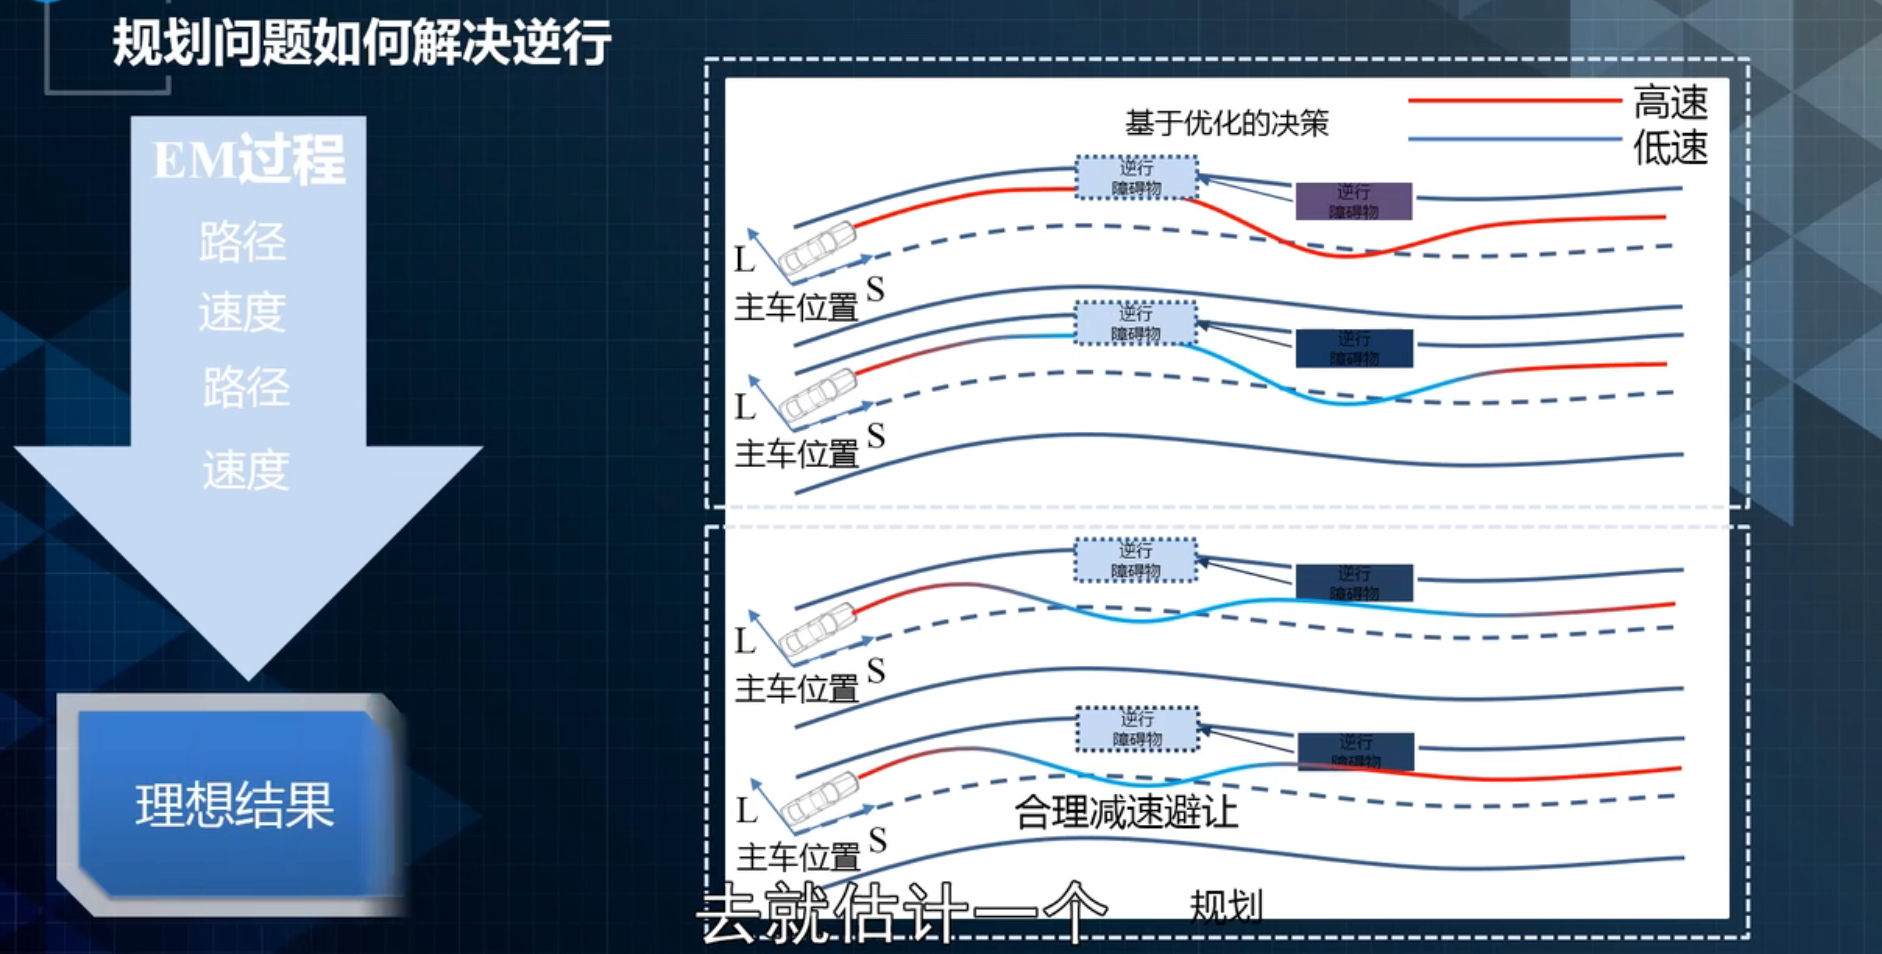 规划问题如何解决逆行
EM过程
路径
速度
路径
速度
理想结果
基于优化的决策
高速
低速
逆行
障碍物
逆行
障碍物
L
S
主车位置
逆行
障碍物
逆行
障碍物
L
S
主车位置
逆行
障碍物
逆行
障碍物
L
S
主车位置
逆行
障碍物
逆行
障碍物
L
S
主车位置
合理减速避让
规划
去就估计一个